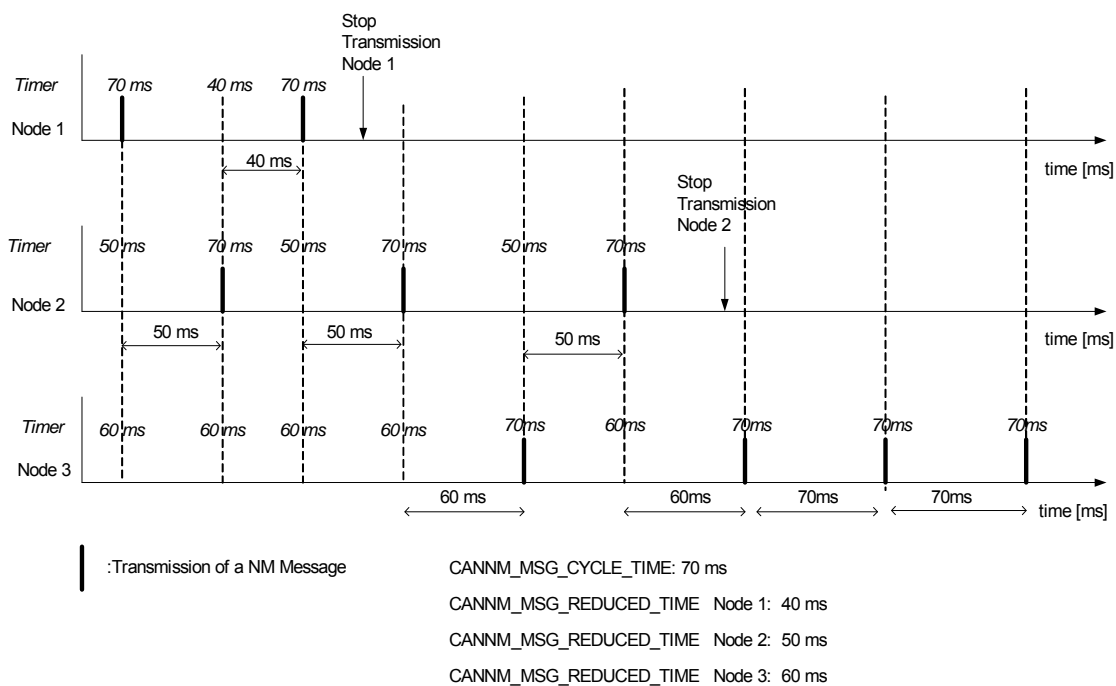 Stop
Transmission
Node 1
Timer 70 ms 40 ms 70 ms
Node 1
40 ms
time [ms]
Stop
Transmission
Node 2
Timer 50 ms 70 ms 50 ms 70 ms 50 ms 70ms
Node 2
50 ms 50 ms 50 ms
time [ms]
Timer 60 ms 60 ms 60 ms 60 ms 70ms 60ms 70ms 70ms 70ms
Node 3
60 ms 60ms 70ms 70ms
time [ms]
:Transmission of a NM Message
CANNM_MSG_CYCLE_TIME: 70 ms
CANNM_MSG_REDUCED_TIME Node 1: 40 ms
CANNM_MSG_REDUCED_TIME Node 2: 50 ms
CANNM_MSG_REDUCED_TIME Node 3: 60 ms